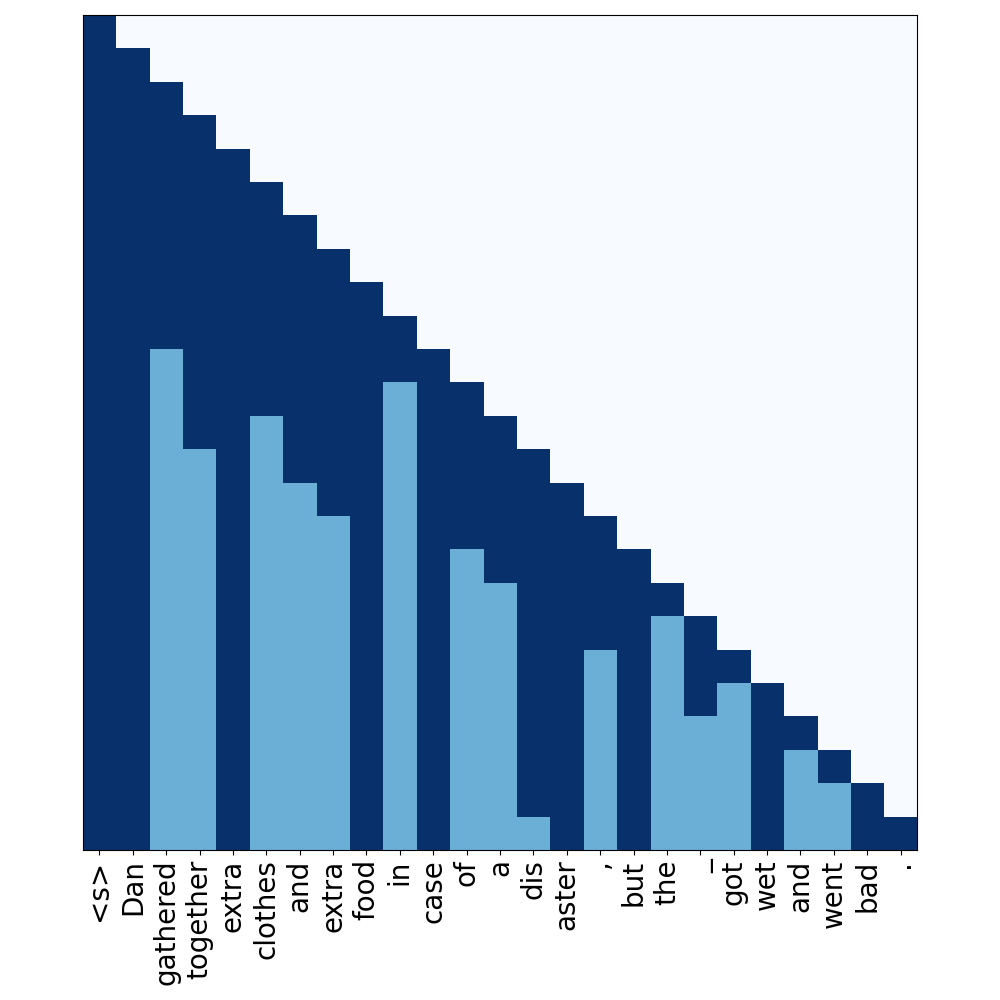 <s>
Dan
gathered
together
extra
clothes
and
extra
food
in
case
of
a
dis
aster
,
but
the
_
got
wet
and
went
bad
.